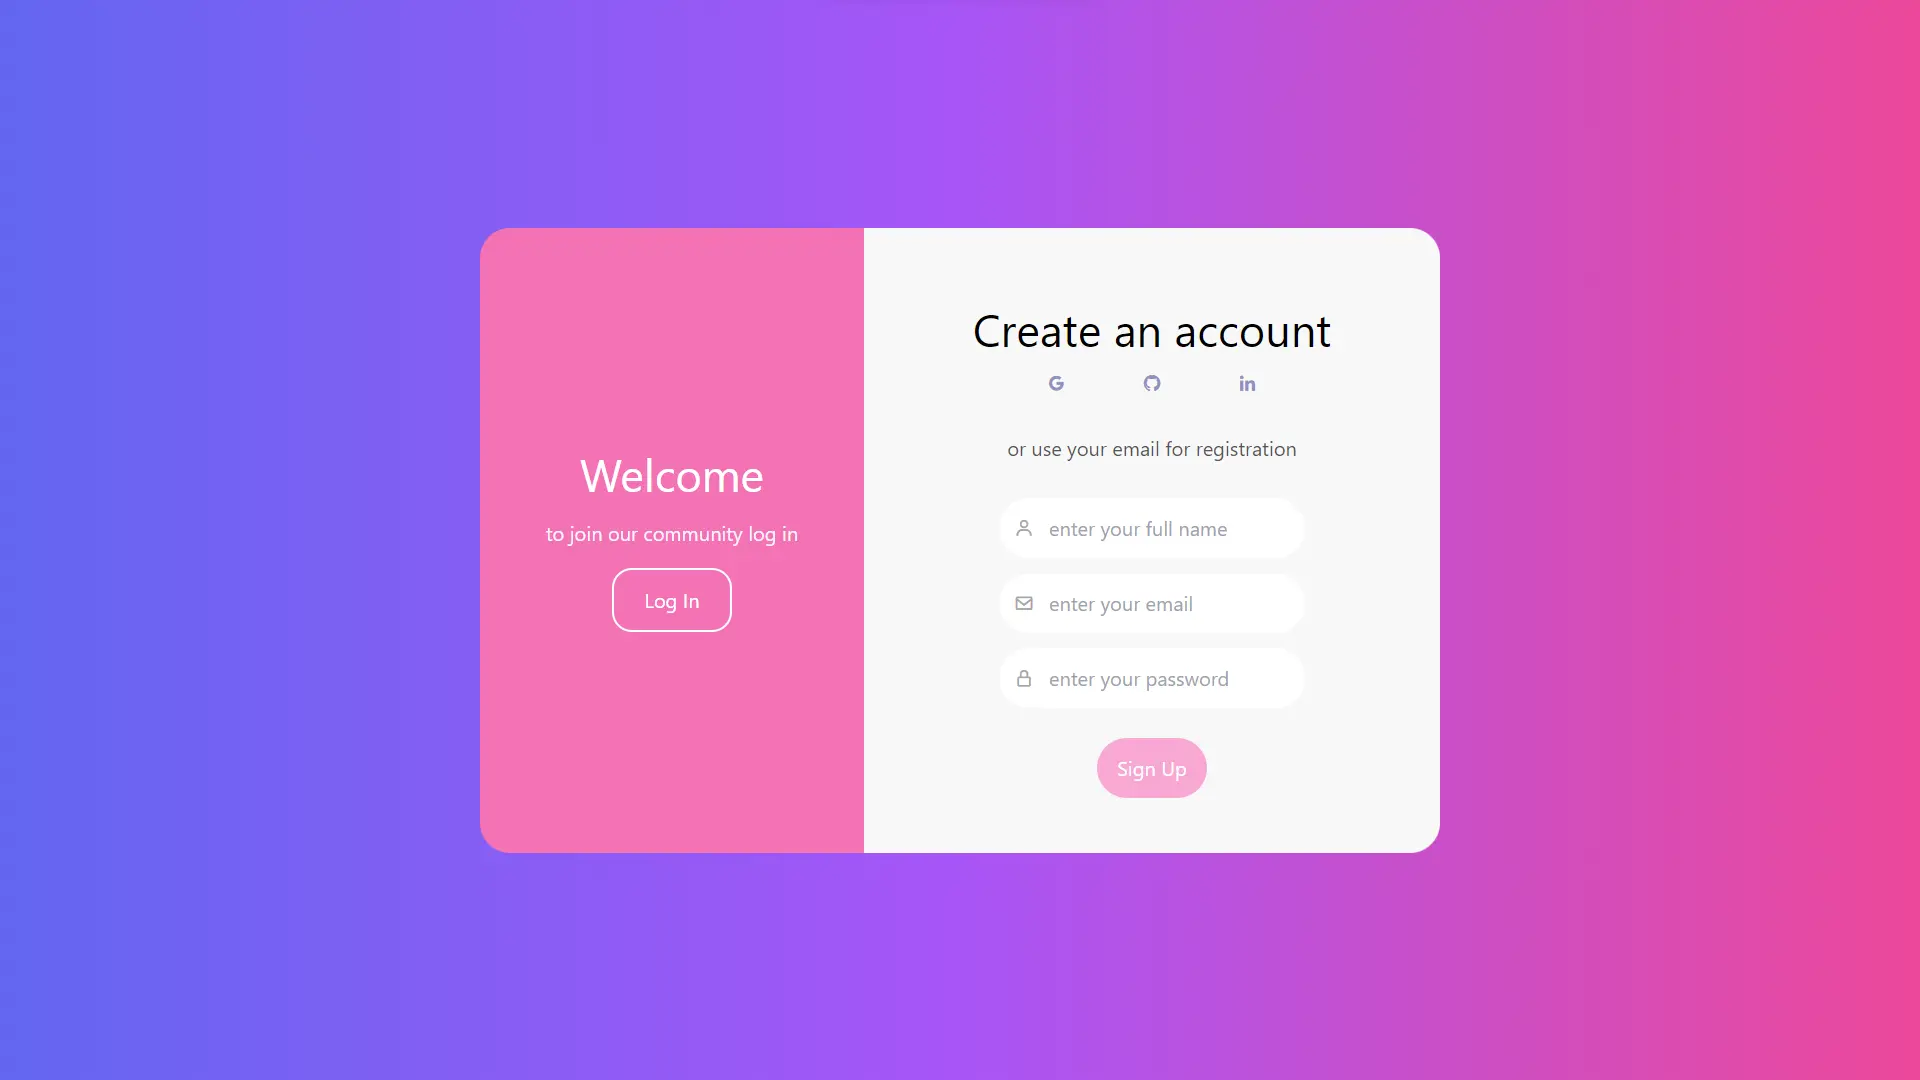 Welcome
to join our community log in
Log In
Create an account
or use your email for registration
enter your full name
enter your email
enter your password
Sign Up